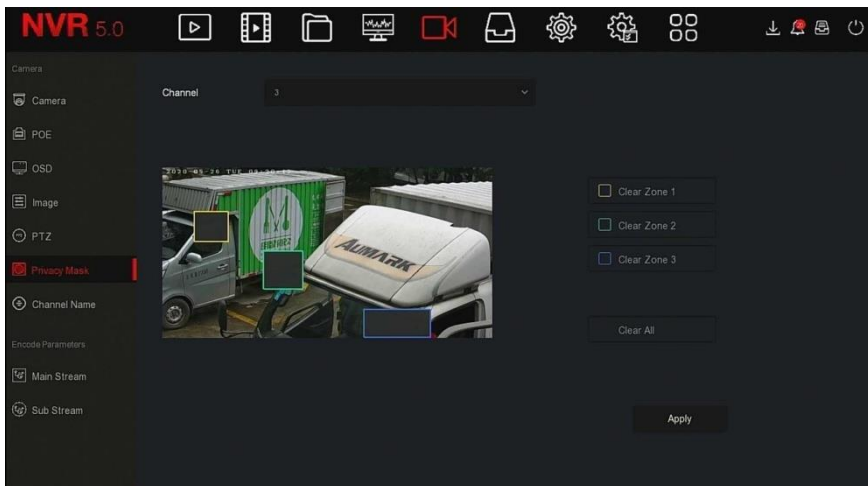 NVR 5.0
Camera
Camera
POE
OSD
Image
PTZ
Privacy Mask
Channel Name
Encode Parameters
Main Stream
Sub Stream
Channel
3
AUMARK
Clear Zone 1
Clear Zone 2
Clear Zone 3
Clear All
Apply